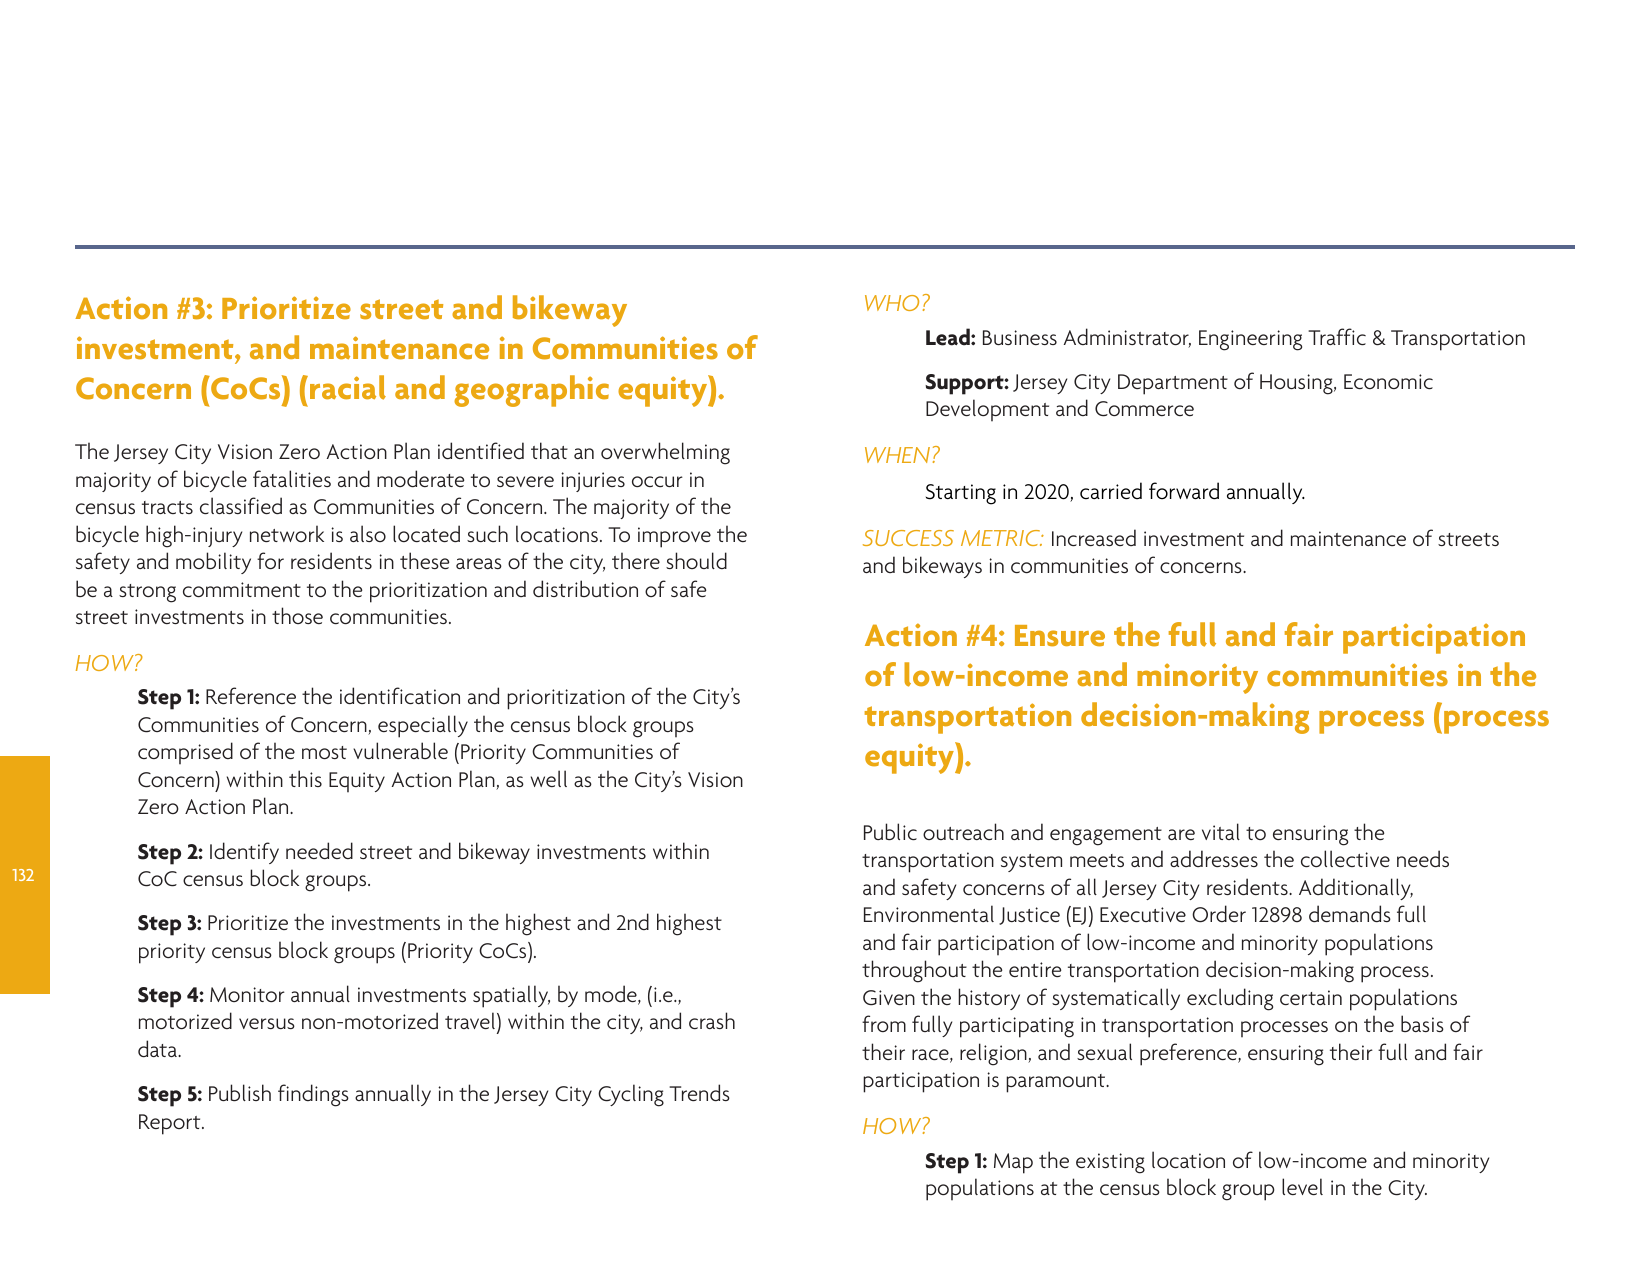 Action #3: Prioritize street and bikeway
investment, and maintenance in Communities of
Concern (CoCs) (racial and geographic equity).
The Jersey City Vision Zero Action Plan identified that an overwhelming
majority of bicycle fatalities and moderate to severe injuries occur in
census tracts classified as Communities of Concern. The majority of the
bicycle high-injury network is also located such locations. To improve the
safety and mobility for residents in these areas of the city, there should
be a strong commitment to the prioritization and distribution of safe
street investments in those communities.
HOW?
Step 1: Reference the identification and prioritization of the City's
Communities of Concern, especially the census block groups
comprised of the most vulnerable (Priority Communities of
Concern) within this Equity Action Plan, as well as the City's Vision
Zero Action Plan.
Step 2: Identify needed street and bikeway investments within
CoC census block groups.
Step 3: Prioritize the investments in the highest and 2nd highest
priority census block groups (Priority CoCs).
Step 4: Monitor annual investments spatially, by mode, (i.e.,
motorized versus non-motorized travel) within the city, and crash
data.
Step 5: Publish findings annually in the Jersey City Cycling Trends
Report.
132
WHO?
Lead: Business Administrator, Engineering Traffic & Transportation
Support: Jersey City Department of Housing, Economic
Development and Commerce
WHEN?
Starting in 2020, carried forward annually.
SUCCESS METRIC: Increased investment and maintenance of streets
and bikeways in communities of concerns.
Action #4: Ensure the full and fair participation
of low-income and minority communities in the
transportation decision-making process (process
equity).
Public outreach and engagement are vital to ensuring the
transportation system meets and addresses the collective needs
and safety concerns of all Jersey City residents. Additionally,
Environmental Justice (EJ) Executive Order 12898 demands full
and fair participation of low-income and minority populations
throughout the entire transportation decision-making process.
Given the history of systematically excluding certain populations
from fully participating in transportation processes on the basis of
their race, religion, and sexual preference, ensuring their full and fair
participation is paramount.
HOW?
Step 1: Map the existing location of low-income and minority
populations at the census block group level in the City.